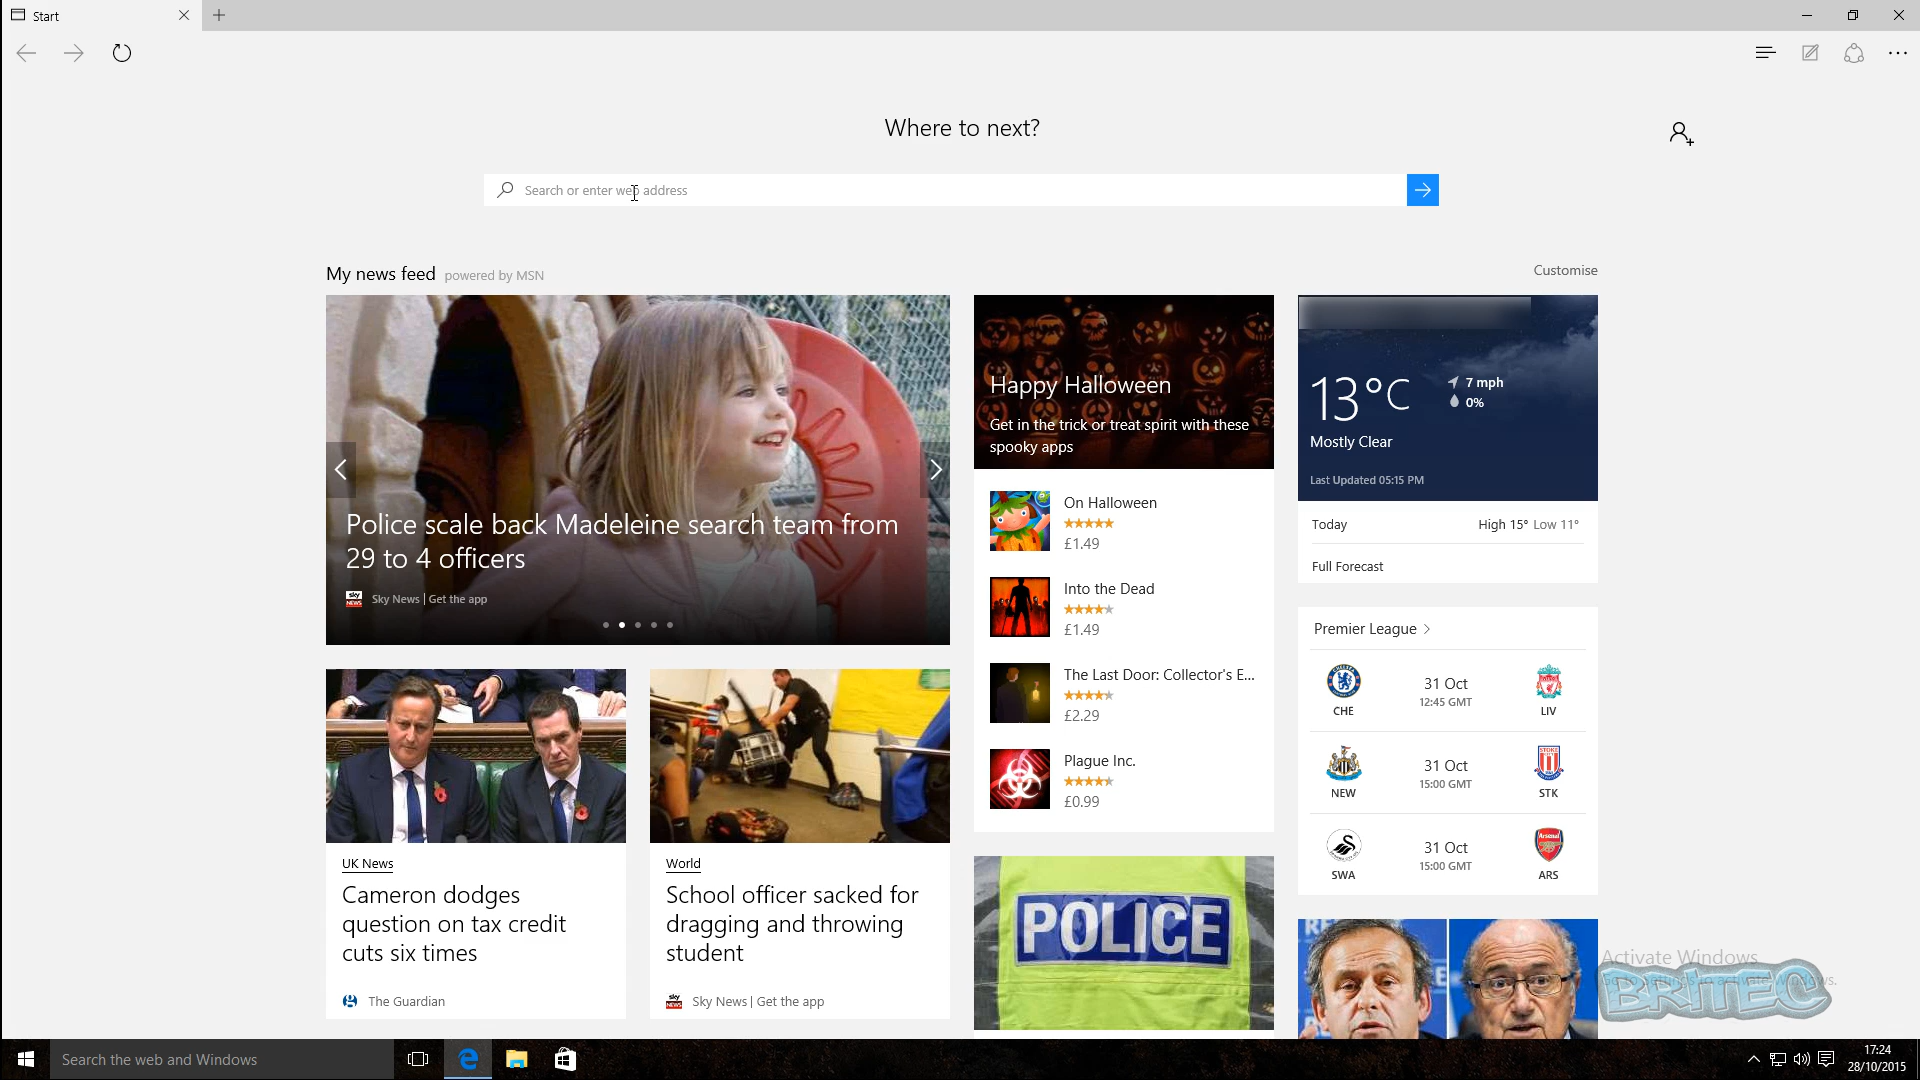 Start
Where to next?
Search or enter web address
My news feed powered by MSN
Customise
Police scale back Madeleine search team from
29 to 4 officers
sky NEWS Sky News | Get the app
Happy Halloween
Get in the trick or treat spirit with these
spooky apps
On Halloween
£1.49
Into the Dead
£1.49
The Last Door: Collector's E...
£2.29
Plague Inc.
£0.99
13°C
7 mph
0%
Mostly Clear
Last Updated 05:15 PM
Today High 15° Low 11°
Full Forecast
Premier League >
31 Oct
12:45 GMT
CHE LIV
31 Oct
15:00 GMT
NEW STK
31 Oct
15:00 GMT
SWA ARS
UK News
Cameron dodges
question on tax credit
cuts six times
The Guardian
World
School officer sacked for
dragging and throwing
student
sky NEWS Sky News | Get the app
POLICE
Activate Windows
BRITEC
Search the web and Windows
17:24
28/10/2015